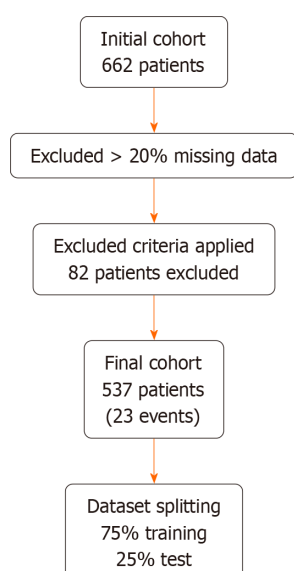 Initial cohort
662 patients
Excluded > 20% missing data
Excluded criteria applied
82 patients excluded
Final cohort
537 patients
(23 events)
Dataset splitting
75% training
25% test